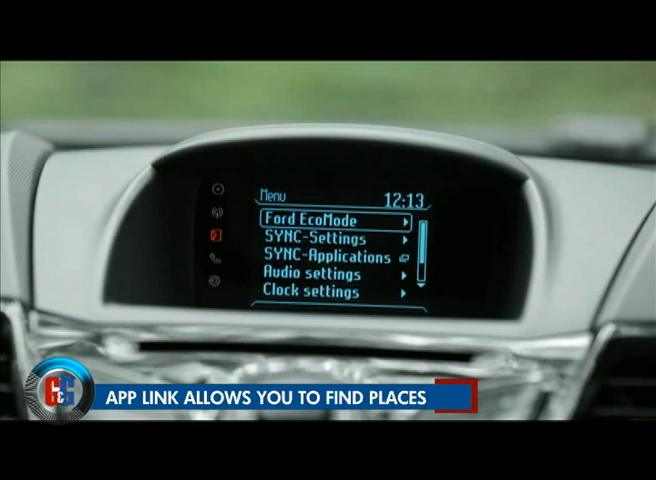 Menu 12:13
Ford EcoMode
SYNC-Settings
SYNC-Applications
Audio settings
Clock settings
C&C APP LINK ALLOWS YOU TO FIND PLACES